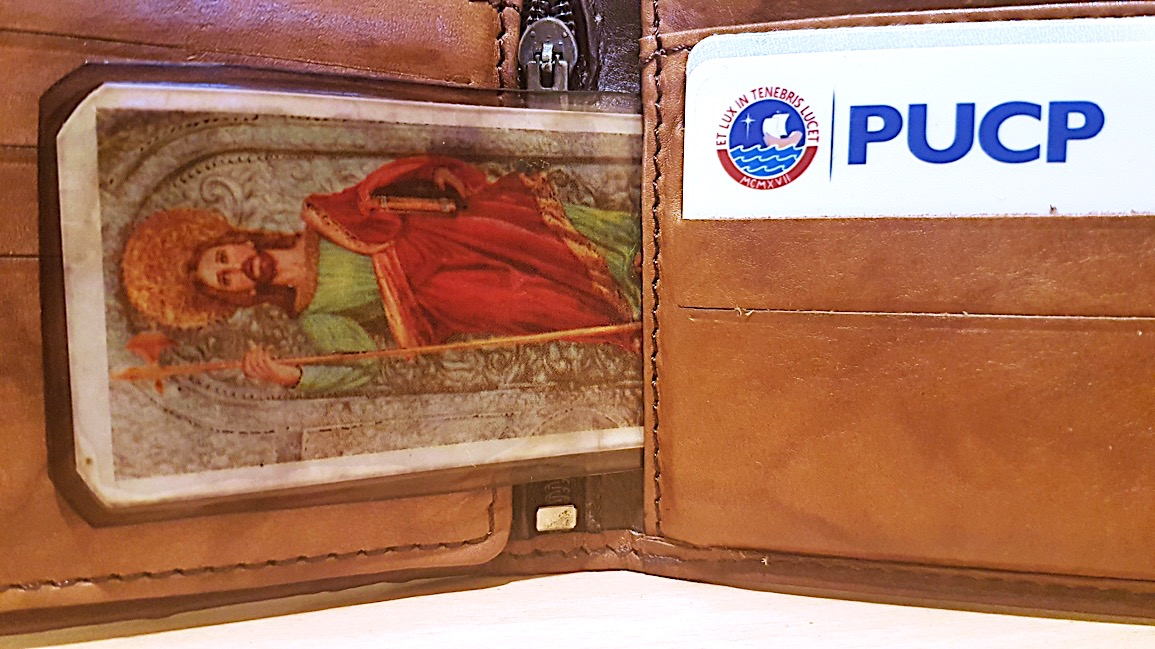 ET LUX IN TENEBRIS LUCET
MCMXVII
PUCP